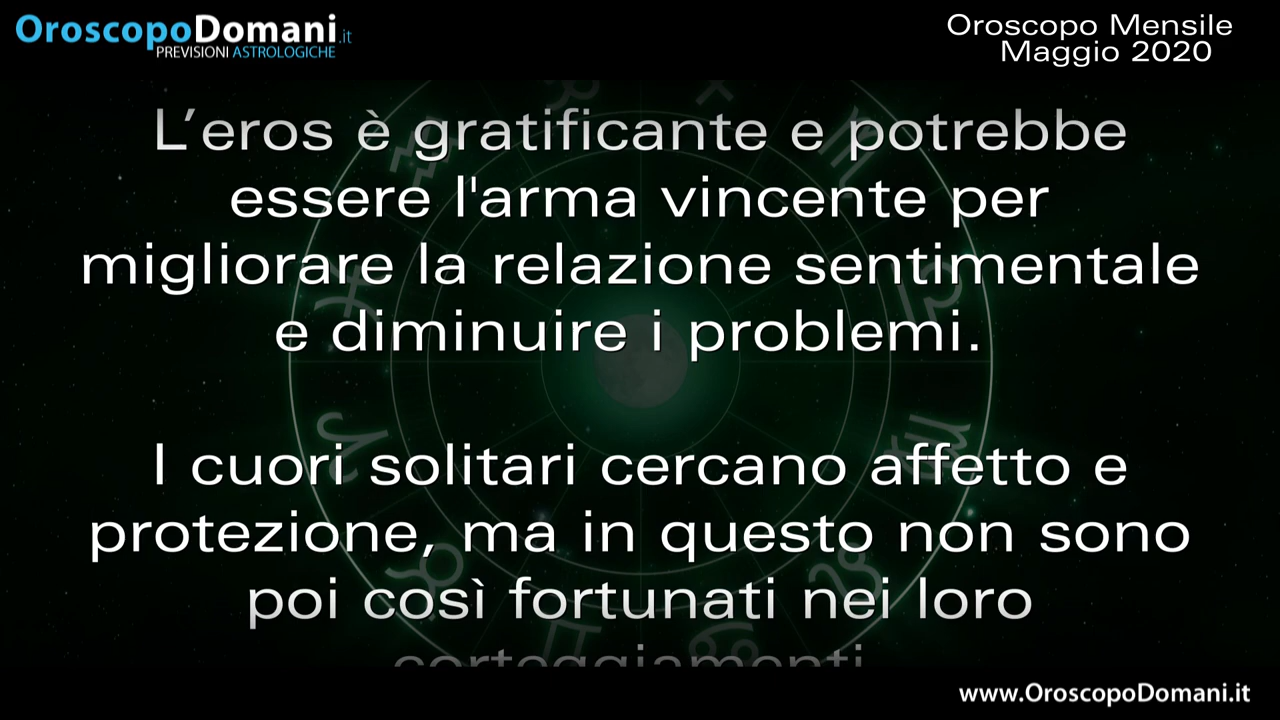 OroscopoDomani.it
PREVISIONI ASTROLOGICHE
Oroscopo Mensile
Maggio 2020
L’eros è gratificante e potrebbe
essere l'arma vincente per
migliorare la relazione sentimentale
e diminuire i problemi.
I cuori solitari cercano affetto e
protezione, ma in questo non sono
poi così fortunati nei loro
corteggiamenti
www.OroscopoDomani.it